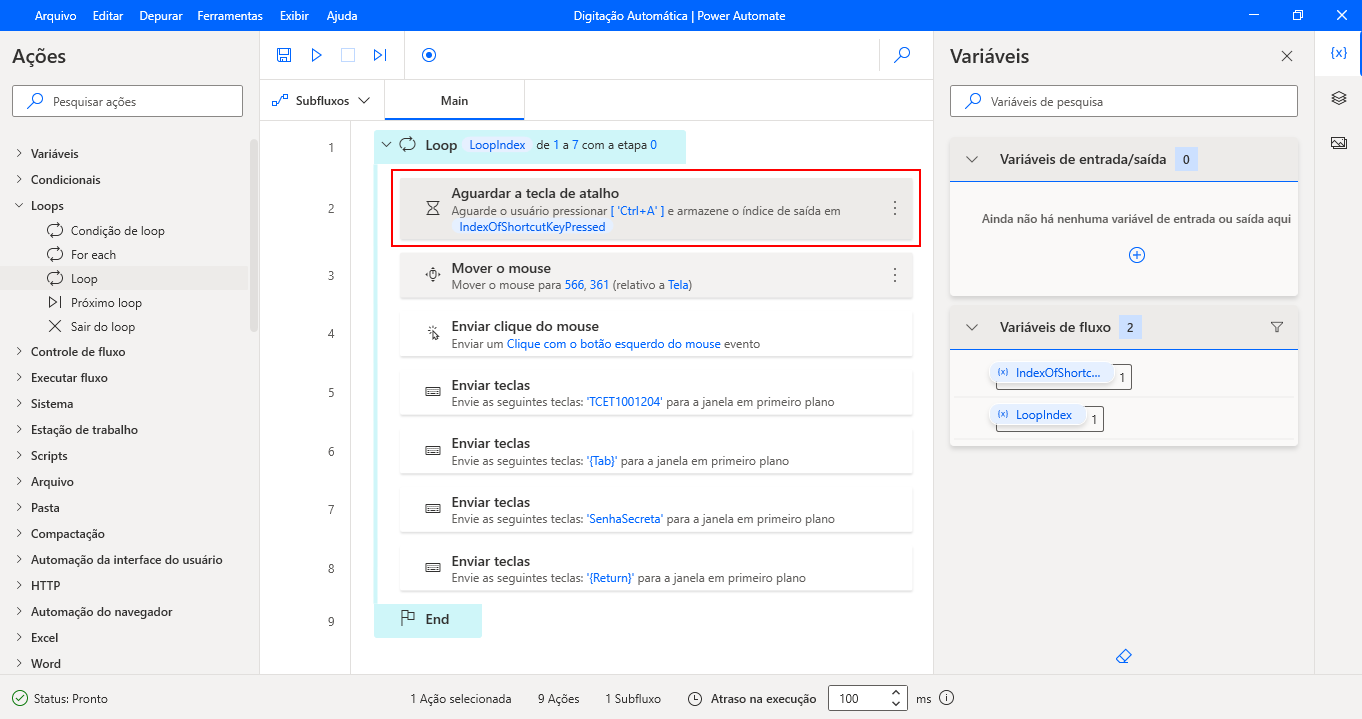 Arquivo Editar Depurar Ferramentas Exibir Ajuda
Digitação Automática | Power Automate
Ações
Pesquisar ações
Variáveis
Condicionais
Loops
Condição de loop
For each
Loop
Próximo loop
Sair do loop
Controle de fluxo
Executar fluxo
Sistema
Estação de trabalho
Scripts
Arquivo
Pasta
Compactação
Automação da interface do usuário
HTTP
Automação do navegador
Excel
Word
Subfluxos
Main
1
Loop LoopIndex de 1 a 7 com a etapa 0
2
Aguardar a tecla de atalho
Aguarde o usuário pressionar [ 'Ctrl+A' ] e armazene o índice de saída em
IndexOfShortcutKeyPressed
3
Mover o mouse
Mover o mouse para 566, 361 (relativo a Tela)
4
Enviar clique do mouse
Enviar um Clique com o botão esquerdo do mouse evento
5
Enviar teclas
Envie as seguintes teclas: 'TCET1001204' para a janela em primeiro plano
6
Enviar teclas
Envie as seguintes teclas: '{Tab}' para a janela em primeiro plano
7
Enviar teclas
Envie as seguintes teclas: 'SenhaSecreta' para a janela em primeiro plano
8
Enviar teclas
Envie as seguintes teclas: '{Return}' para a janela em primeiro plano
9
End
Variáveis
{x}
Variáveis de pesquisa
Variáveis de entrada/saída 0
Ainda não há nenhuma variável de entrada ou saída aqui
Variáveis de fluxo 2
(x) IndexOfShortc... 1
(x) LoopIndex 1
Status: Pronto
1 Ação selecionada
9 Ações
1 Subfluxo
Atraso na execução 100 ms